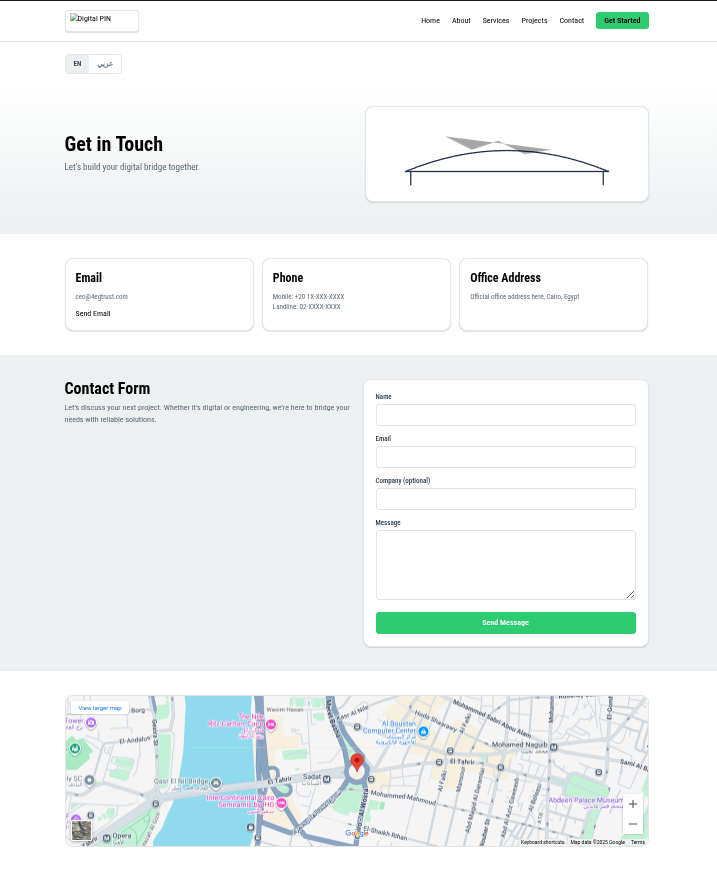 Digital PIN
Home About Services Projects Contact Get Started
EN عربي
Get in Touch
Let's build your digital bridge together.
Email
ceo@4egtrust.com
Send Email
Phone
Mobile: +20 1X-XXX-XXXX
Landline: 02-XXXX-XXXX
Office Address
Official office address here, Cairo, Egypt
Contact Form
Let's discuss your next project. Whether it's digital or engineering, we're here to bridge your
needs with reliable solutions.
Name
Email
Company (optional)
Message
Send Message
View larger map
Borg
Wasim Hasan
Tower
The Nile
Ritz-Carlton, Cairo
Kasr Al Nile
Al Boustan
Computer Center
Hoda Shaarawy
Mohammed Sabri Abou Alam
El-Andalus
Mohamed Naguib
El Tahrir
Sami El Baroudi
Qasr El Nil Bridge
El Tahrir
Sadat
InterContinental Cairo
Semiramis by IHG
Mohammed Mahmoud
Abdeen Palace Museum
Opera
El-Sheikh Rihan
Google
Keyboard shortcuts Map data ©2025 Google Terms